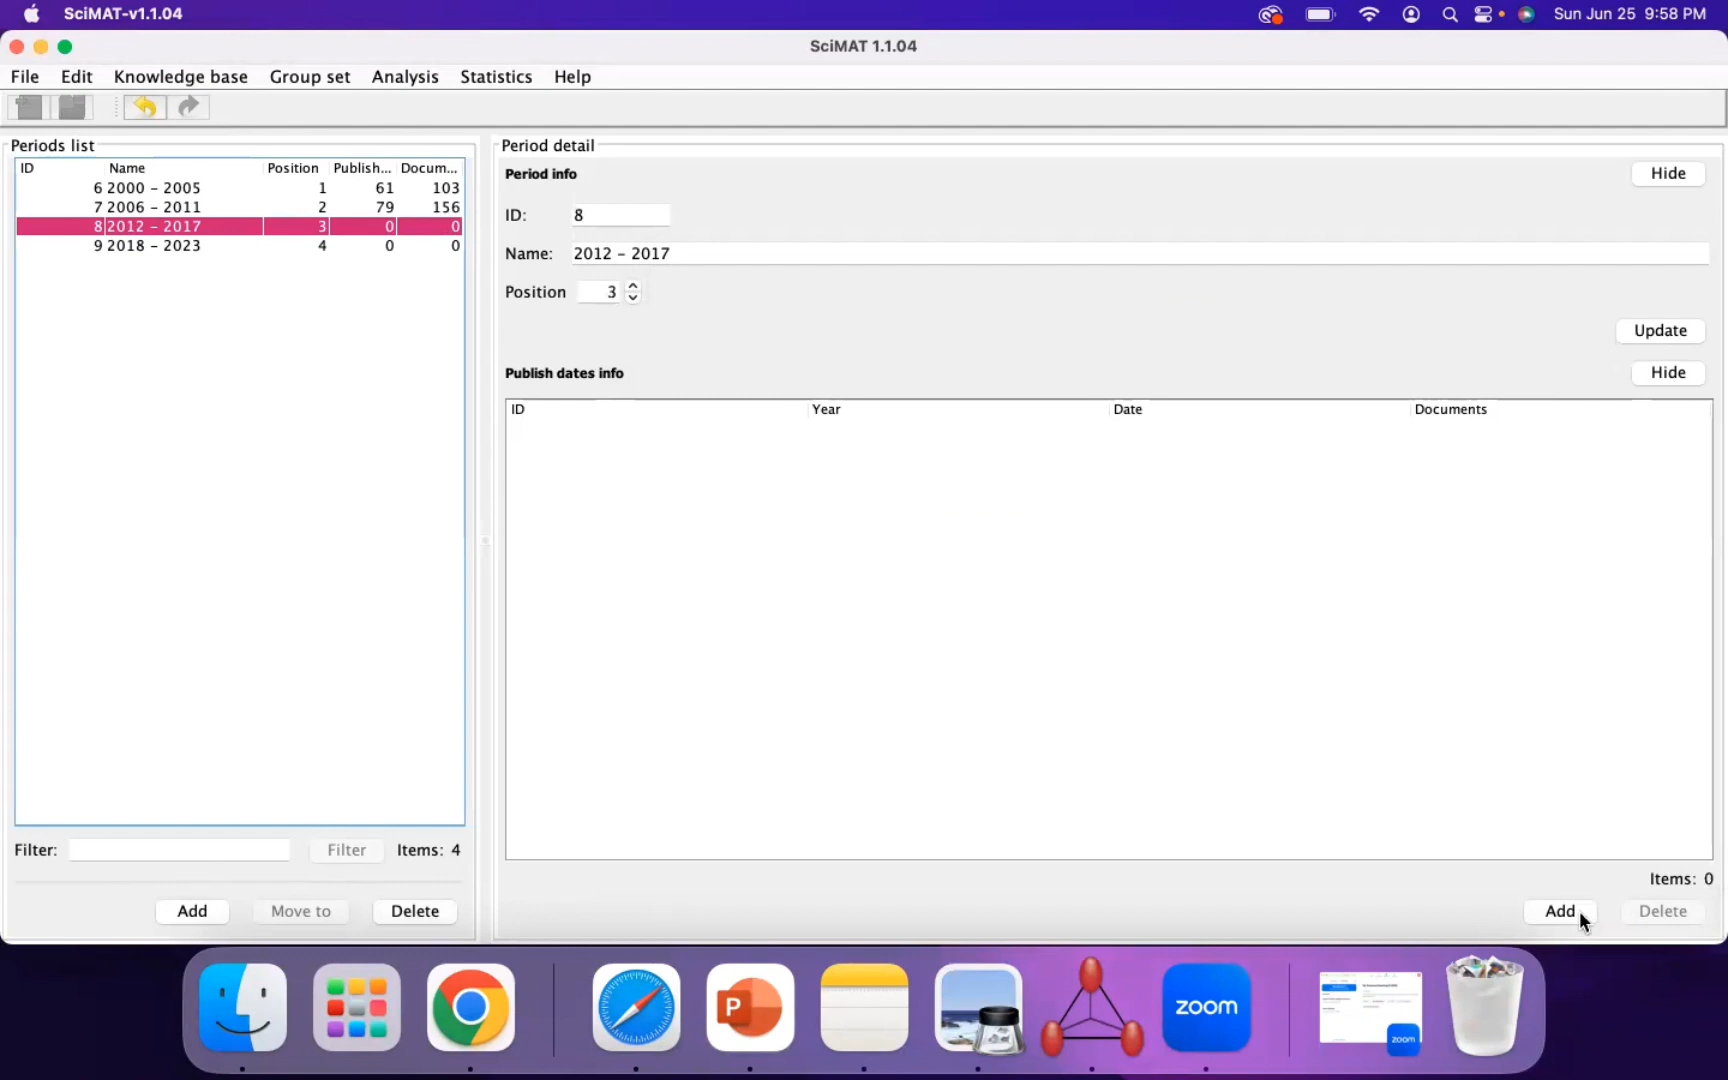 SciMAT-v1.1.04
Sun Jun 25 9:58 PM
SciMAT 1.1.04
File Edit Knowledge base Group set Analysis Statistics Help
Periods list
ID Name Position Publish... Docum...
6 2000 - 2005 1 61 103
7 2006 - 2011 2 79 156
8 2012 - 2017 3 0 0
9 2018 - 2023 4 0 0
Filter: Filter Items: 4
Add Move to Delete
Period detail
Period info Hide
ID: 8
Name: 2012 - 2017
Position 3
Update
Publish dates info Hide
ID Year Date Documents
Items: 0
Add Delete
P
zoom
zoom